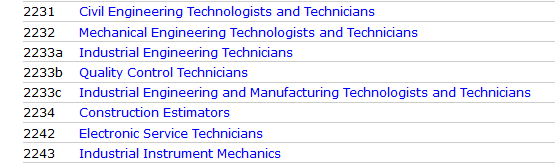 2231 Civil Engineering Technologists and Technicians
2232 Mechanical Engineering Technologists and Technicians
2233a Industrial Engineering Technicians
2233b Quality Control Technicians
2233c Industrial Engineering and Manufacturing Technologists and Technicians
2234 Construction Estimators
2242 Electronic Service Technicians
2243 Industrial Instrument Mechanics